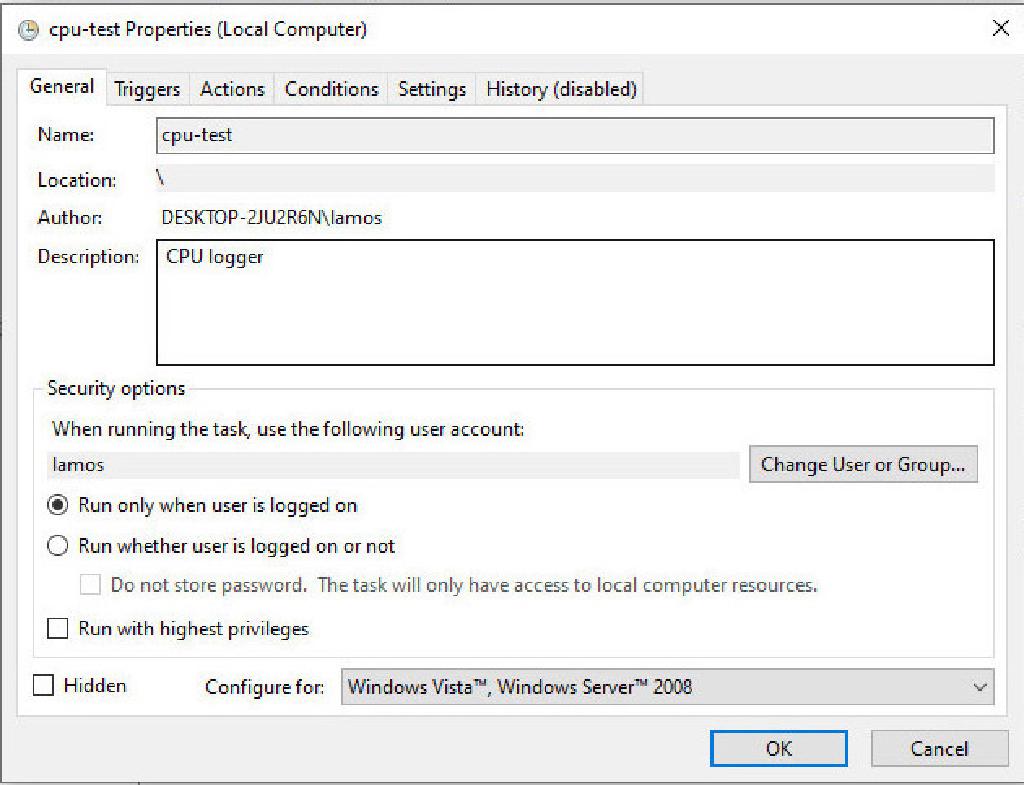 cpu-test Properties (Local Computer)
General Triggers Actions Conditions Settings History (disabled)
Name: cpu-test
Location: \
Author: DESKTOP-2JU2R6N\lamos
Description: CPU logger
Security options
When running the task, use the following user account:
lamos Change User or Group...
Run only when user is logged on
Run whether user is logged on or not
Do not store password. The task will only have access to local computer resources.
Run with highest privileges
Hidden Configure for: Windows Vista™, Windows Server™ 2008
OK Cancel